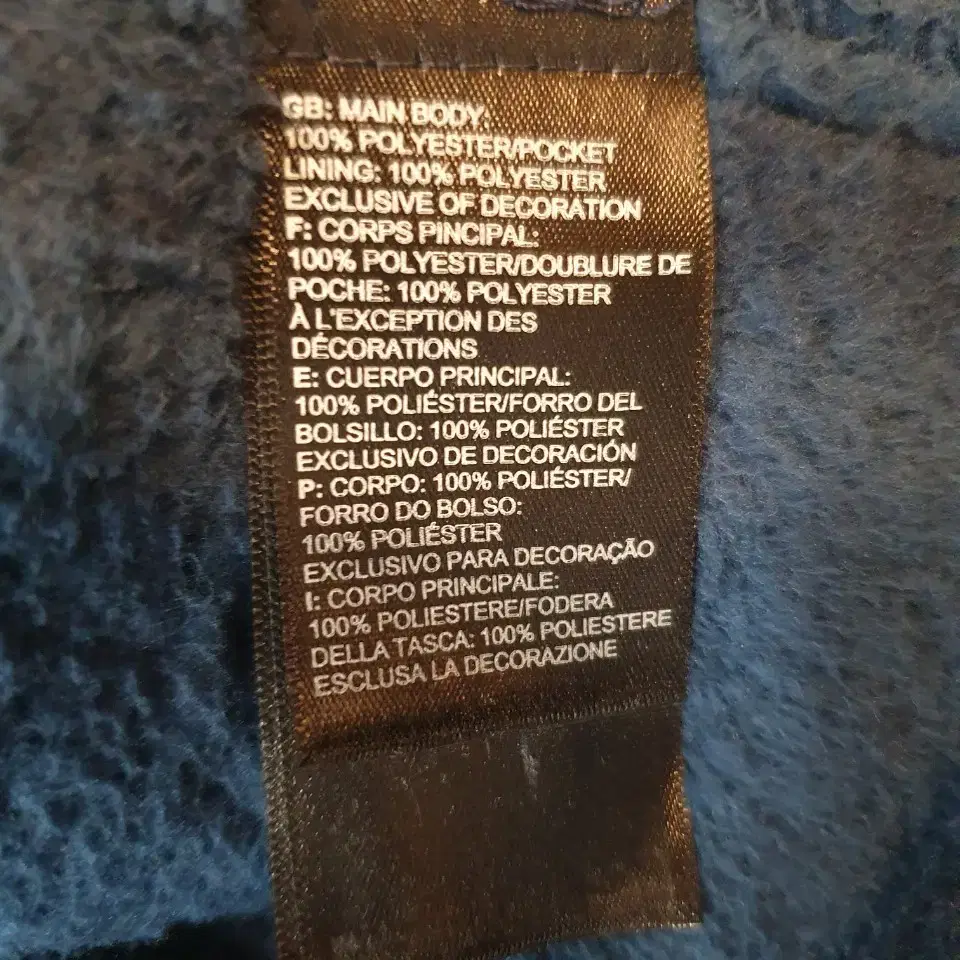 GB: MAIN BODY:
100% POLYESTER/POCKET
LINING: 100% POLYESTER
EXCLUSIVE OF DECORATION
F: CORPS PINCIPAL:
100% POLYESTER/DOUBLURE DE
POCHE: 100% POLYESTER
À L'EXCEPTION DES
DÉCORATIONS
E: CUERPO PRINCIPAL:
100% POLIÉSTER/FORRO DEL
BOLSILLO: 100% POLIÉSTER
EXCLUSIVO DE DECORACIÓN
P: CORPO: 100% POLIÉSTER/
FORRO DO BOLSO:
100% POLIÉSTER
EXCLUSIVO PARA DECORAÇÃO
I: CORPO PRINCIPALE:
100% POLIESTERE/FODERA
DELLA TASCA: 100% POLIESTERE
ESCLUSA LA DECORAZIONE